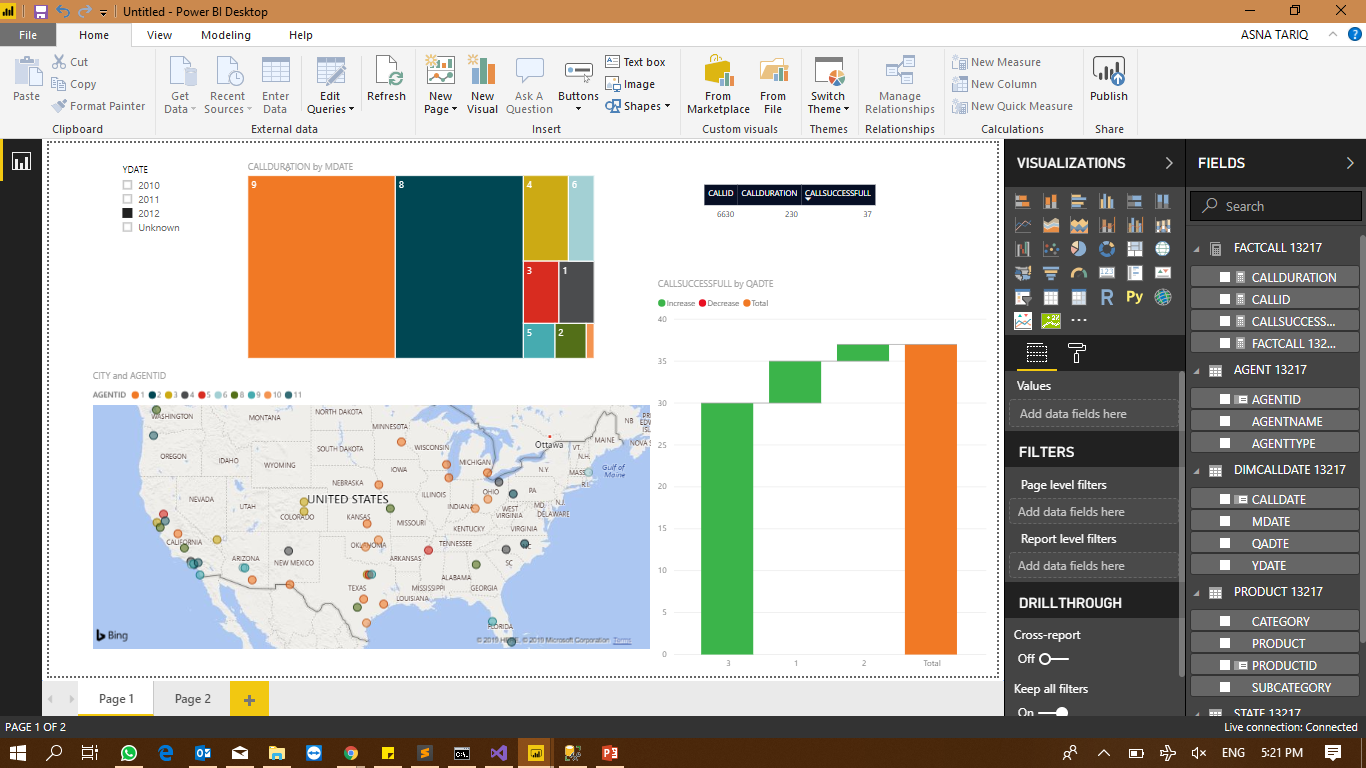 Untitled - Power BI Desktop
File Home View Modeling Help ASNA TARIQ
Paste
Cut
Copy
Format Painter
Clipboard
Get Data
Recent Sources
Enter Data
Edit Queries
Refresh
External data
New Page
New Visual
Ask A Question
Buttons
Text box
Image
Shapes
Insert
From Marketplace
From File
Custom visuals
Switch Theme
Themes
Manage Relationships
Relationships
New Measure
New Column
New Quick Measure
Calculations
Publish
Share
YDATE
2010
2011
2012
Unknown
CALLDURATION by MDATE
9 8 4 6
3 1
5 2
CALLID CALLDURATION CALLSUCCESSFULL
6630 230 37
CALLSUCCESSFULL by QADTE
Increase Decrease Total
40
35
30
25
20
15
10
5
0
3 1 2 Total
CITY and AGENTID
AGENTID 1 2 3 4 5 6 8 9 10 11
WASHINGTON
MONTANA
NORTH DAKOTA
MINNESOTA
Ottawa
MAINE
NB
OREGON
IDAHO
WYOMING
SOUTH DAKOTA
WISCONSIN
MICHIGAN
VT.
N.H.
N.Y.
MASS
R.I.
Gulf of Maine
NEBRASKA
IOWA
NEVADA
UTAH
COLORADO
UNITED STATES
KANSAS
MISSOURI
ILLINOIS
INDIANA
OHIO
PA
N.J.
MD.
DELAWARE
WEST VIRGINIA
VIRGINIA
KENTUCKY
CALIFORNIA
ARIZONA
NEW MEXICO
OKLAHOMA
ARKANSAS
TENNESSEE
NC
SC
TEXAS
LOUISIANA
MISSISSIPPI
ALABAMA
GEORGIA
FLORIDA
Bing
© 2019 Microsoft Corporation Terms
VISUALIZATIONS
R Py
Values
Add data fields here
FILTERS
Page level filters
Add data fields here
Report level filters
Add data fields here
DRILLTHROUGH
Cross-report
Off
Keep all filters
On
FIELDS
Search
FACTCALL 13217
CALLDURATION
CALLID
CALLSUCCESS...
FACTCALL 132...
AGENT 13217
AGENTID
AGENTNAME
AGENTTYPE
DIMCALLDATE 13217
CALLDATE
MDATE
QADTE
YDATE
PRODUCT 13217
CATEGORY
PRODUCT
PRODUCTID
SUBCATEGORY
STATE 13217
Page 1 Page 2
PAGE 1 OF 2
Live connection: Connected
ENG 5:21 PM